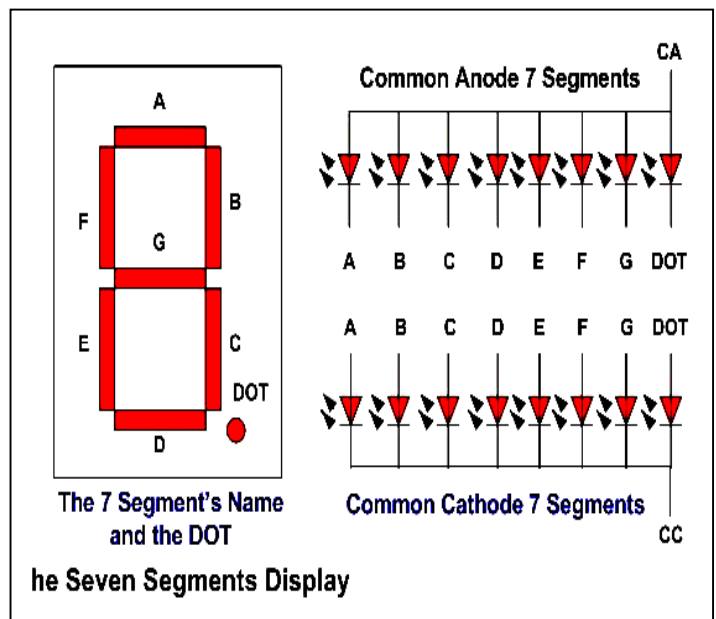 A
F
B
G
E
C
DOT
D
The 7 Segment's Name
and the DOT
CA
Common Anode 7 Segments
A B C D E F G DOT
A B C D E F G DOT
Common Cathode 7 Segments
CC
he Seven Segments Display